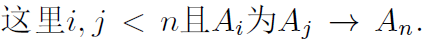 这里i, j < n且A_i为A_j → A_n.